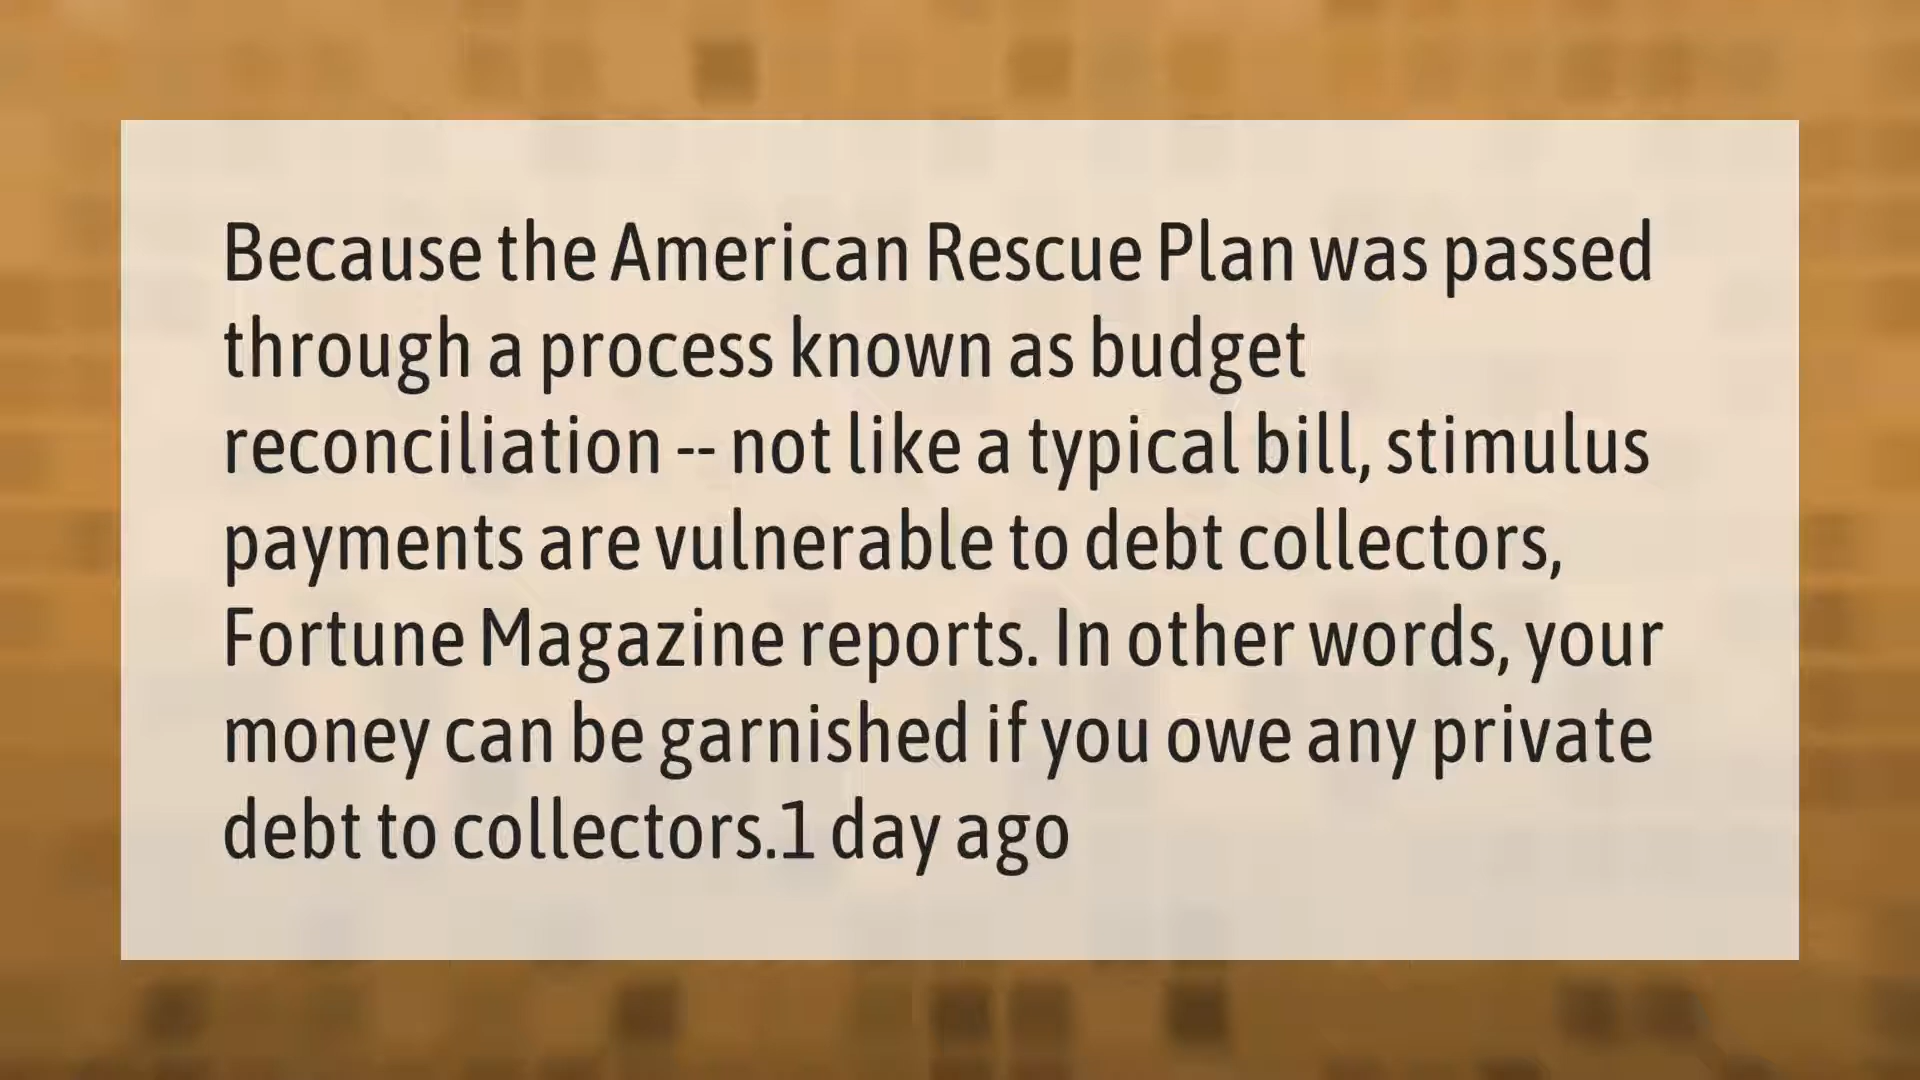 Because the American Rescue Plan was passed
through a process known as budget
reconciliation -- not like a typical bill, stimulus
payments are vulnerable to debt collectors,
Fortune Magazine reports. In other words, your
money can be garnished if you owe any private
debt to collectors.1 day ago